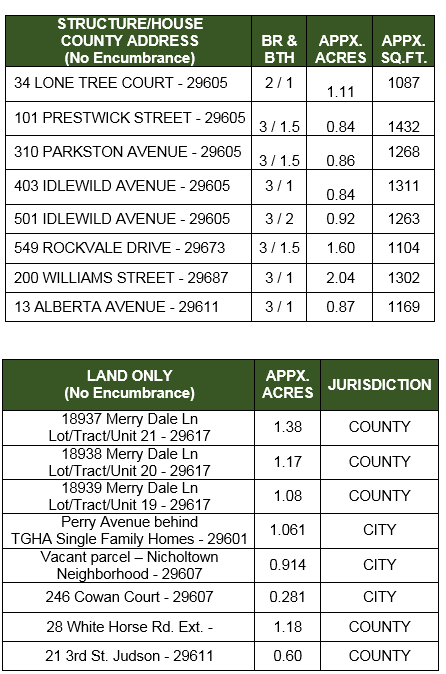 STRUCTURE/HOUSE
COUNTY ADDRESS
(No Encumbrance) BR &
BTH APPX.
ACRES APPX.
SQ.FT.
34 LONE TREE COURT - 29605 2 / 1 1.11 1087
101 PRESTWICK STREET - 29605 3 / 1.5 0.84 1432
310 PARKSTON AVENUE - 29605 3 / 1.5 0.86 1268
403 IDLEWILD AVENUE - 29605 3 / 1 0.84 1311
501 IDLEWILD AVENUE - 29605 3 / 2 0.92 1263
549 ROCKVALE DRIVE - 29673 3 / 1.5 1.60 1104
200 WILLIAMS STREET - 29687 3 / 1 2.04 1302
13 ALBERTA AVENUE - 29611 3 / 1 0.87 1169
LAND ONLY
(No Encumbrance) APPX.
ACRES JURISDICTION
18937 Merry Dale Ln
Lot/Tract/Unit 21 - 29617 1.38 COUNTY
18938 Merry Dale Ln
Lot/Tract/Unit 20 - 29617 1.17 COUNTY
18939 Merry Dale Ln
Lot/Tract/Unit 19 - 29617 1.08 COUNTY
Perry Avenue behind
TGHA Single Family Homes - 29601 1.061 CITY
Vacant parcel – Nicholtown
Neighborhood - 29607 0.914 CITY
246 Cowan Court - 29607 0.281 CITY
28 White Horse Rd. Ext. - 1.18 COUNTY
21 3rd St. Judson - 29611 0.60 COUNTY